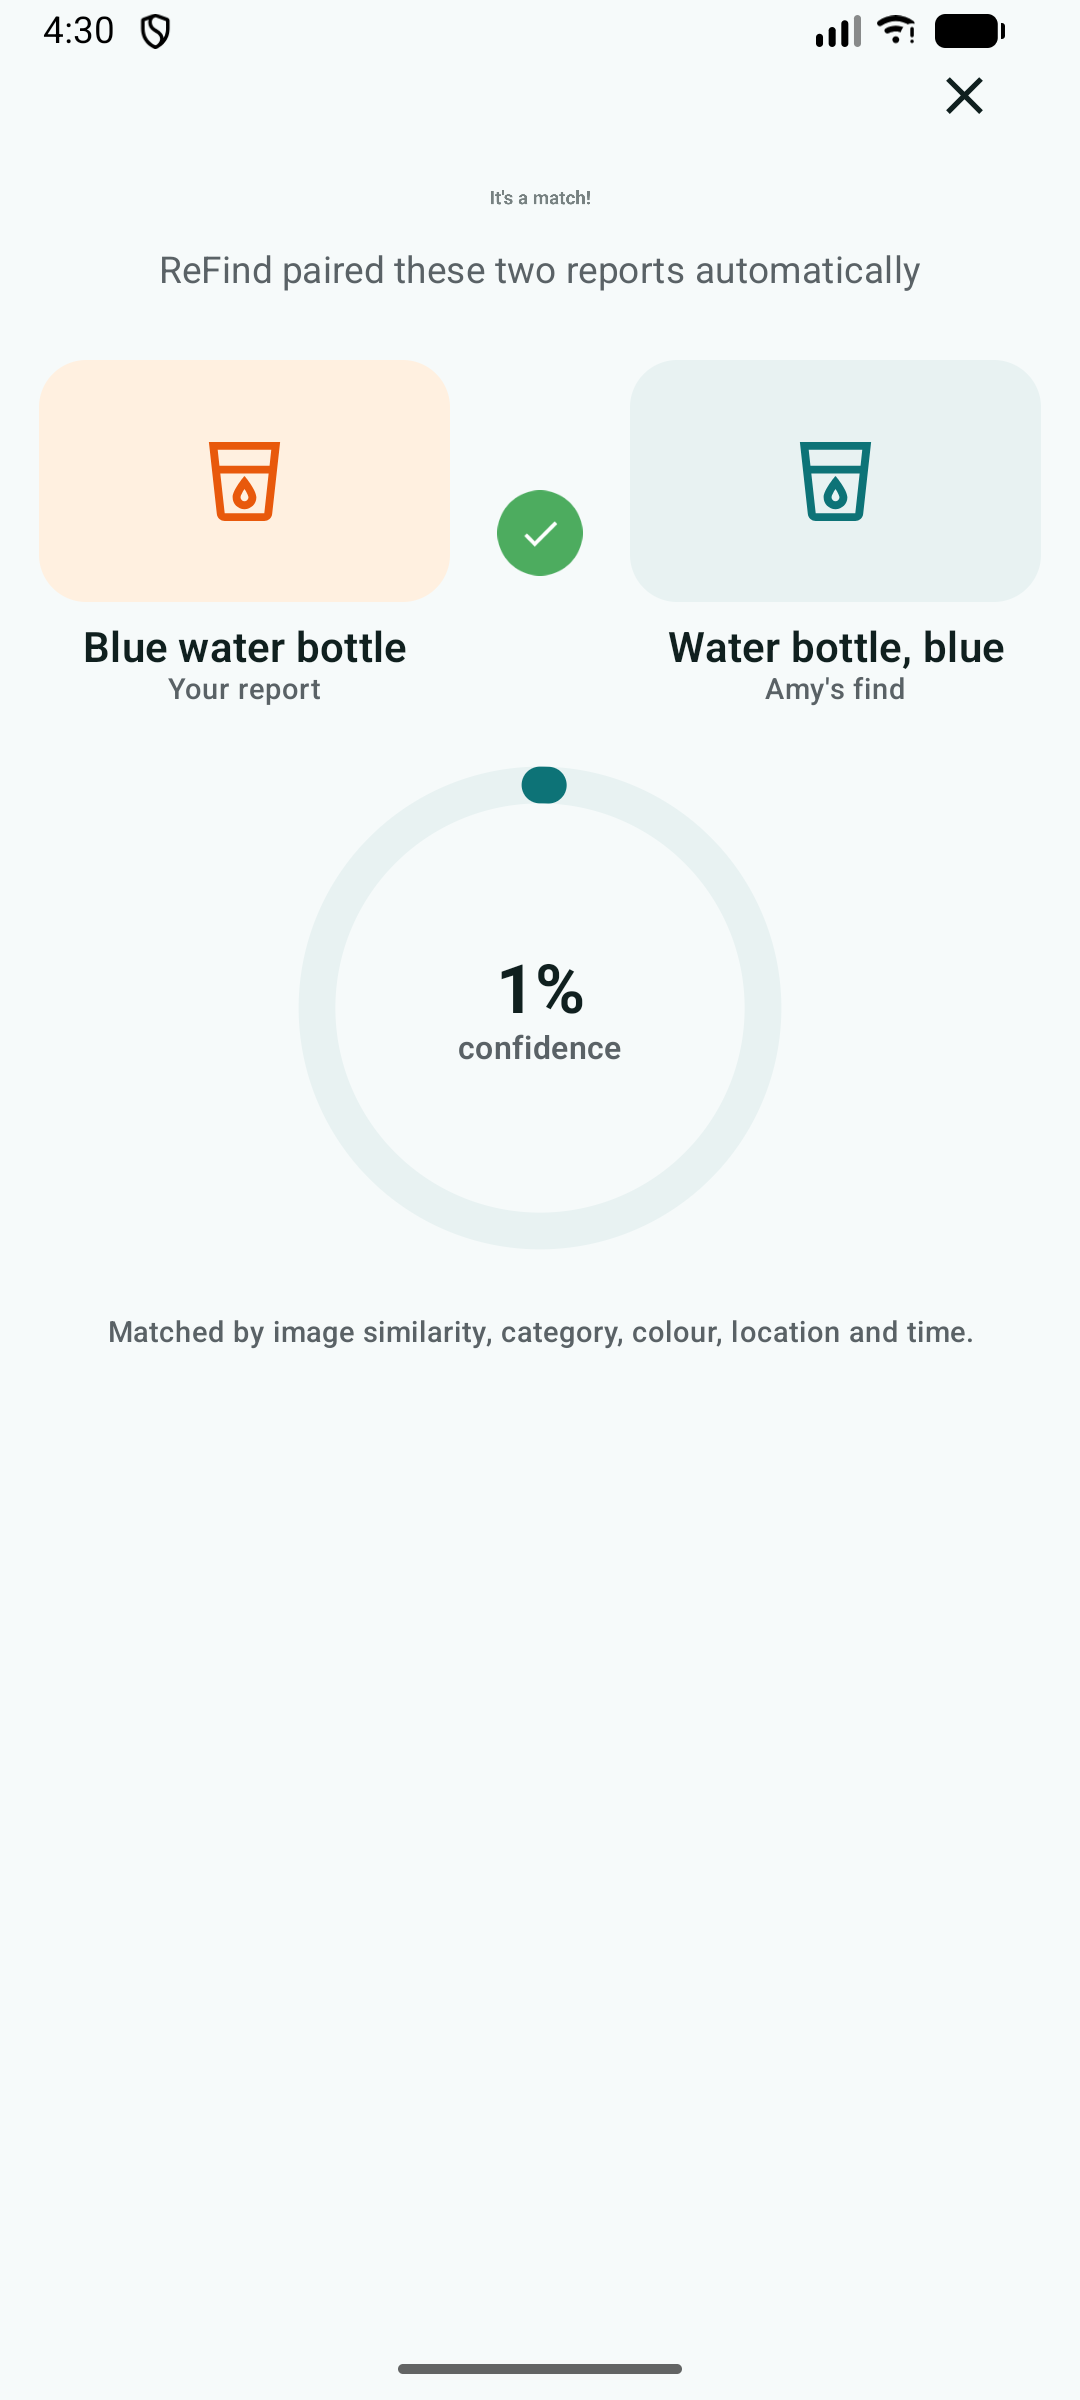 4:30
It's a match!
ReFind paired these two reports automatically
Blue water bottle
Your report
Water bottle, blue
Amy's find
1%
confidence
Matched by image similarity, category, colour, location and time.